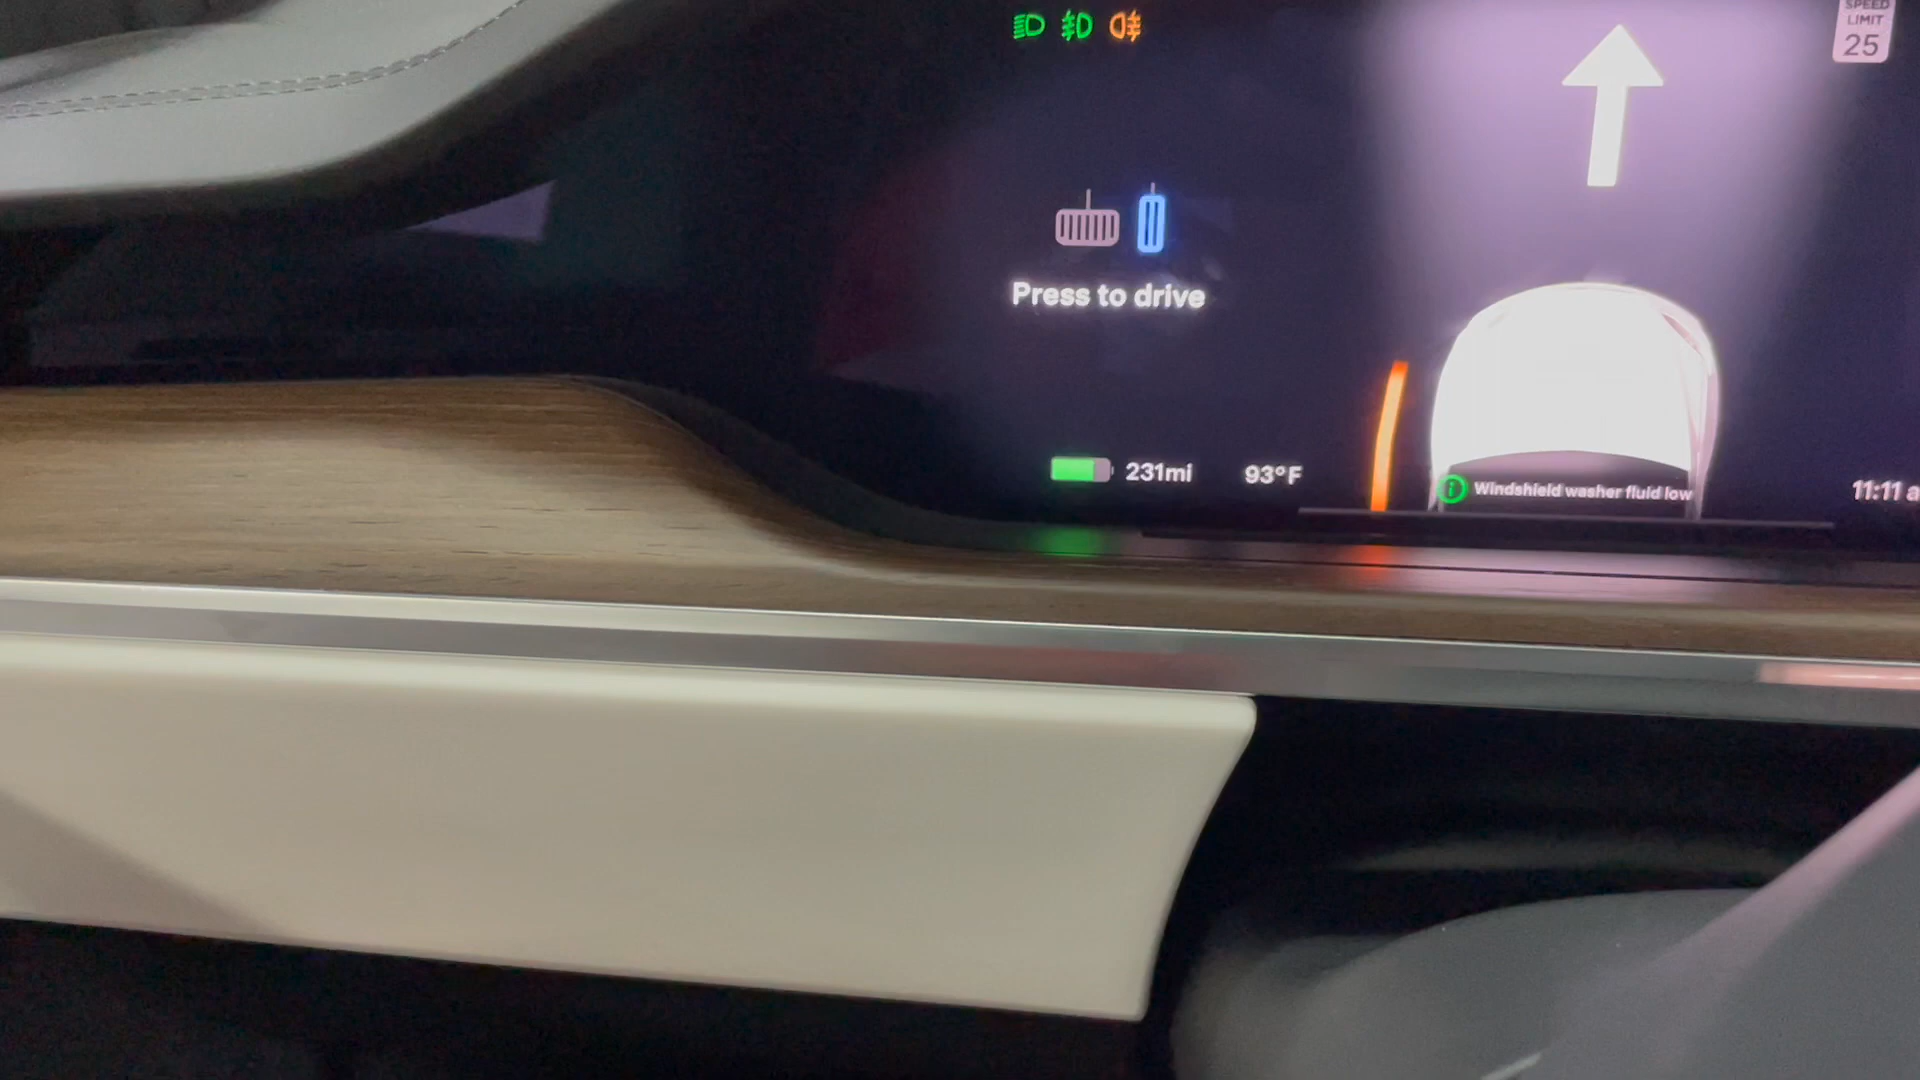 SPEED
LIMIT
25
Press to drive
231mi
93°F
Windshield washer fluid low
11:11 a